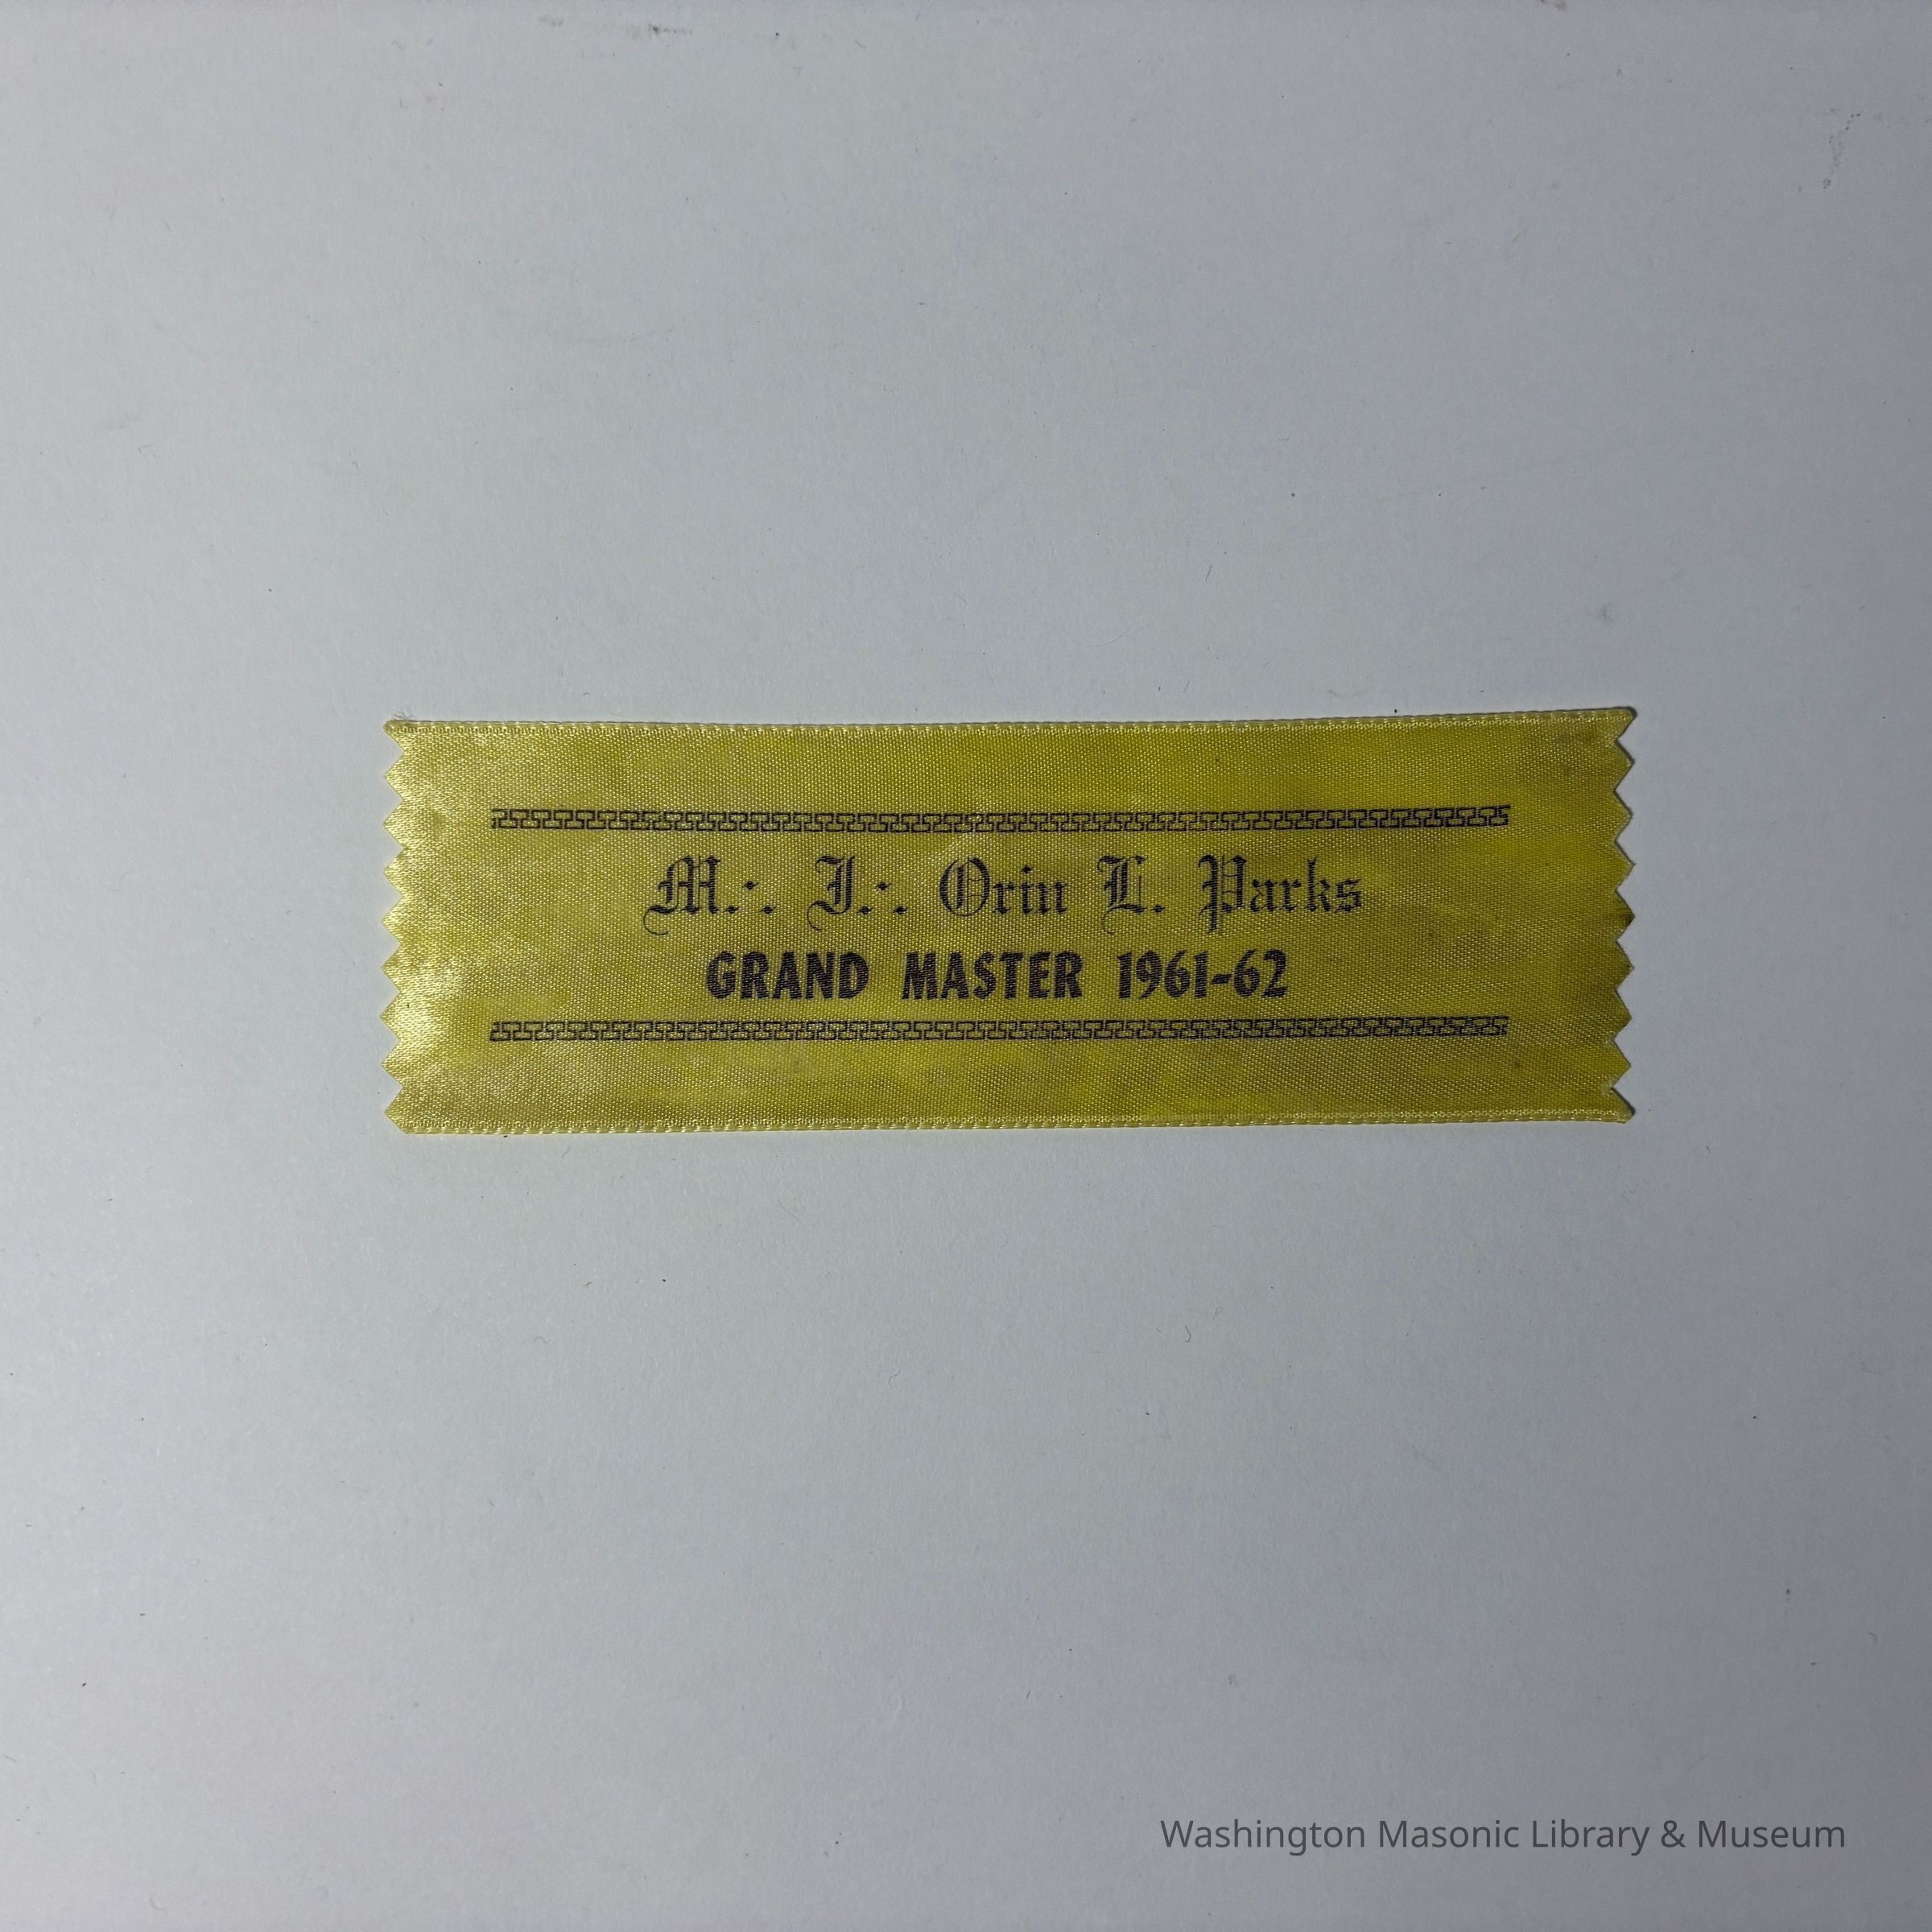 M.·. I.·. Orin L. Parks
GRAND MASTER 1961-62
Washington Masonic Library & Museum